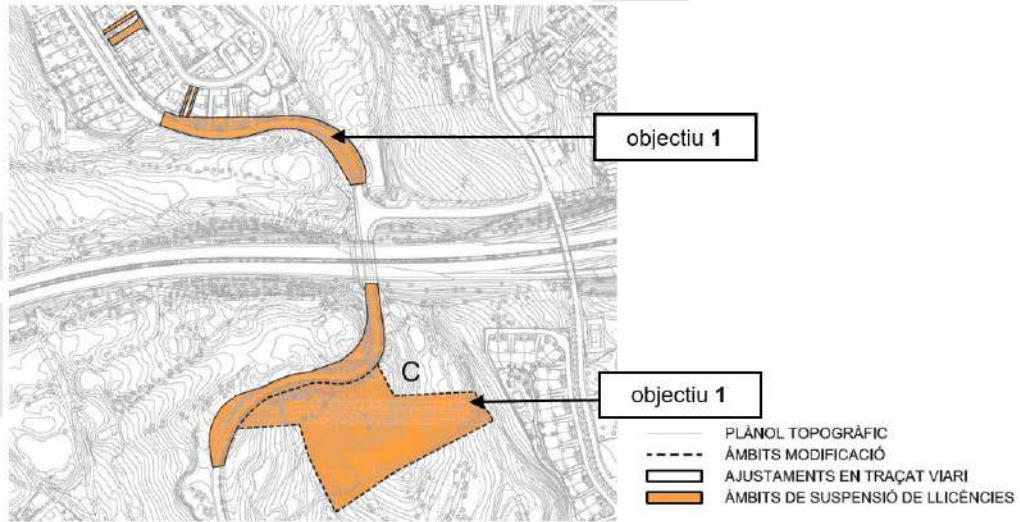 objectiu 1
C
objectiu 1
PLÀNOL TOPOGRÀFIC
ÀMBITS MODIFICACIÓ
AJUSTAMENTS EN TRAÇAT VIARI
ÀMBITS DE SUSPENSIÓ DE LLICÈNCIES